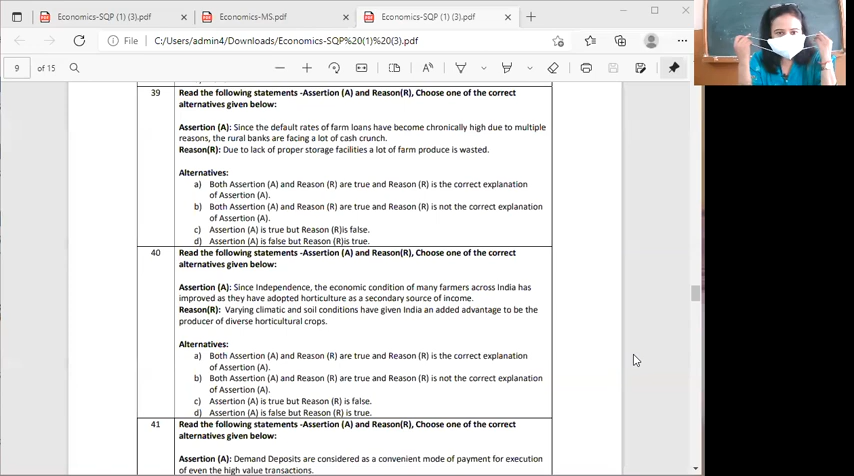 Economics-SQP (1) (3).pdf
Economics-MS.pdf
Economics-SQP (1) (3).pdf
File
C:/Users/admin4/Downloads/Economics-SQP%20(1)%20(3).pdf
9 of 15
39 Read the following statements -Assertion (A) and Reason(R), Choose one of the correct
alternatives given below:
Assertion (A): Since the default rates of farm loans have become chronically high due to multiple
reasons, the rural banks are facing a lot of cash crunch.
Reason(R): Due to lack of proper storage facilities a lot of farm produce is wasted.
Alternatives:
a) Both Assertion (A) and Reason (R) are true and Reason (R) is the correct explanation
of Assertion (A).
b) Both Assertion (A) and Reason (R) are true and Reason (R) is not the correct explanation
of Assertion (A).
c) Assertion (A) is true but Reason (R)is false.
d) Assertion (A) is false but Reason (R)is true.
40 Read the following statements -Assertion (A) and Reason(R), Choose one of the correct
alternatives given below:
Assertion (A): Since Independence, the economic condition of many farmers across India has
improved as they have adopted horticulture as a secondary source of income.
Reason(R): Varying climatic and soil conditions have given India an added advantage to be the
producer of diverse horticultural crops.
Alternatives:
a) Both Assertion (A) and Reason (R) are true and Reason (R) is the correct explanation
of Assertion (A).
b) Both Assertion (A) and Reason (R) are true and Reason (R) is not the correct explanation
of Assertion (A).
c) Assertion (A) is true but Reason (R) is false.
d) Assertion (A) is false but Reason (R) is true.
41 Read the following statements -Assertion (A) and Reason(R), Choose one of the correct
alternatives given below:
Assertion (A): Demand Deposits are considered as a convenient mode of payment for execution
of even the high value transactions.